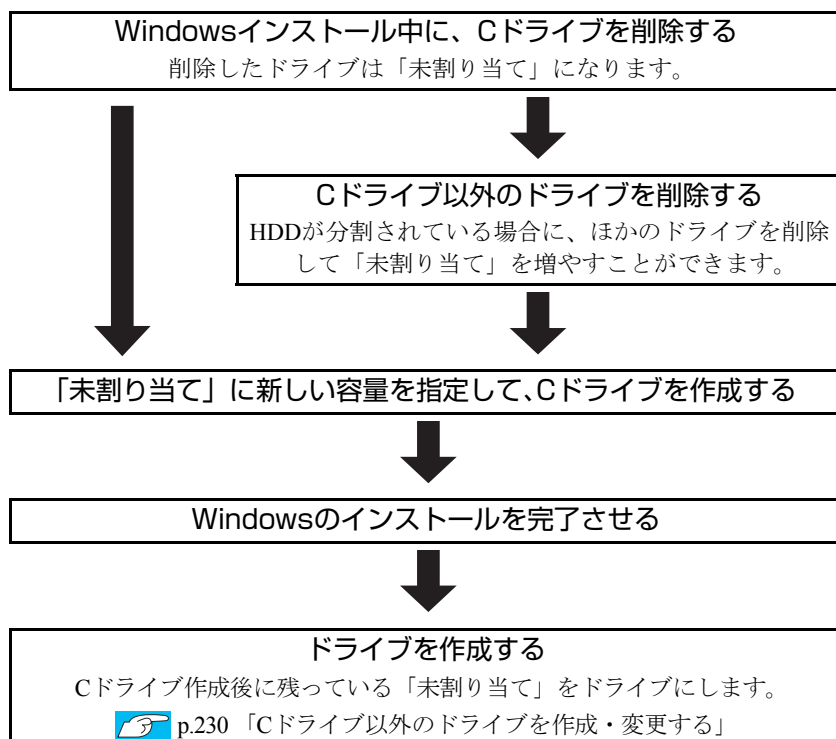 Windowsインストール中に、Cドライブを削除する
削除したドライブは「未割り当て」になります。
Cドライブ以外のドライブを削除する
HDDが分割されている場合に、ほかのドライブを削除
して「未割り当て」を増やすことができます。
「未割り当て」に新しい容量を指定して、Cドライブを作成する
Windowsのインストールを完了させる
ドライブを作成する
Cドライブ作成後に残っている「未割り当て」をドライブにします。
p.230 「Cドライブ以外のドライブを作成・変更する」